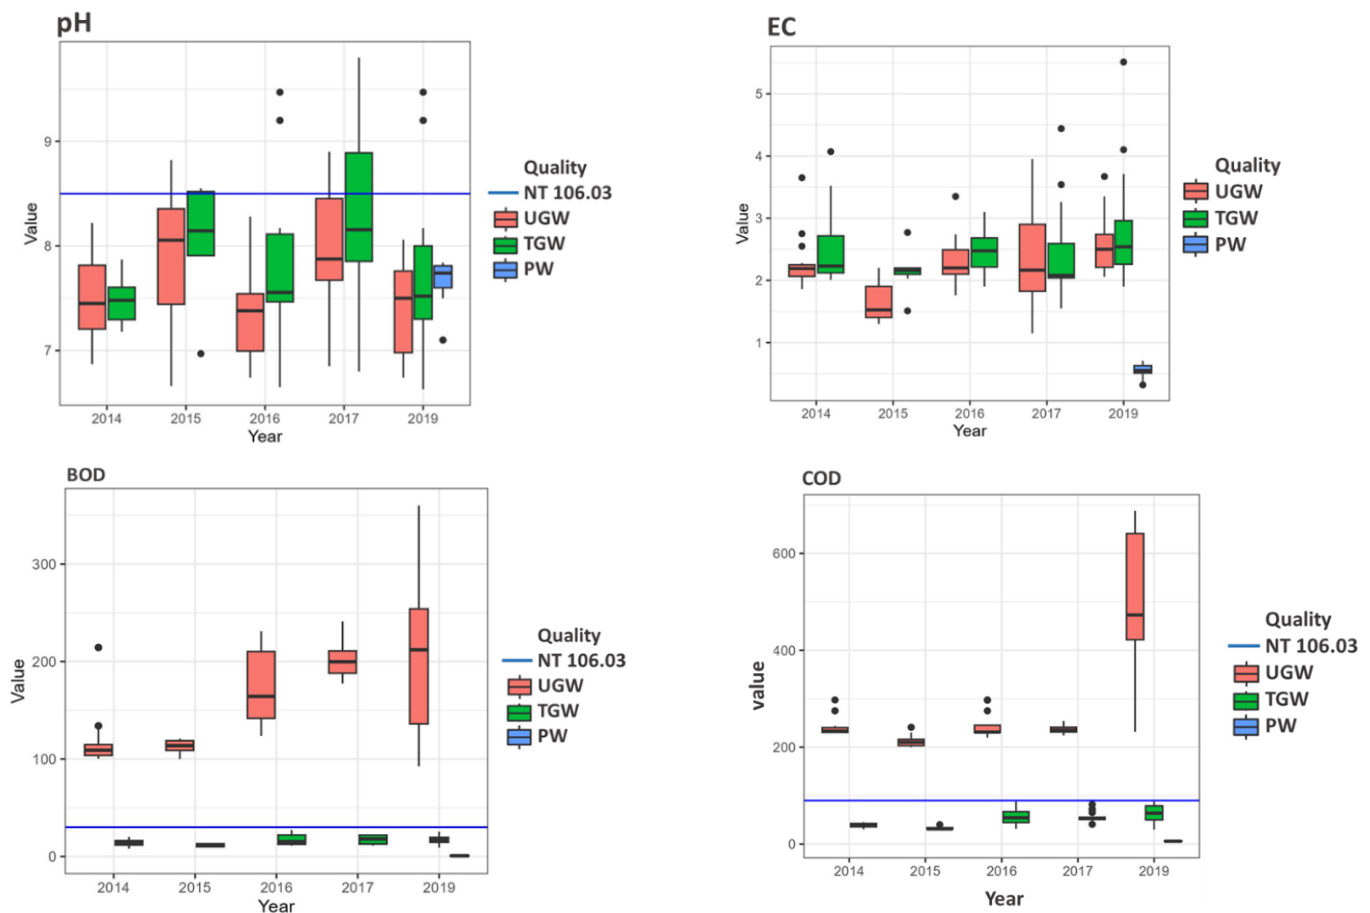 pH
9
8
7
Value
2014 2015 2016 2017 2019
Year
Quality
NT 106.03
UGW
TGW
PW
EC
5
4
3
2
1
Value
2014 2015 2016 2017 2019
Year
Quality
UGW
TGW
PW
BOD
300
200
100
0
Value
2014 2015 2016 2017 2019
Year
Quality
NT 106.03
UGW
TGW
PW
COD
600
400
200
0
value
2014 2015 2016 2017 2019
Year
Quality
NT 106.03
UGW
TGW
PW